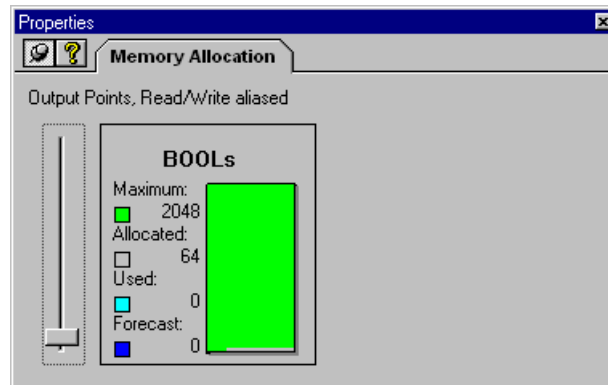 Properties
Memory Allocation
Output Points, Read/Write aliased
BOOLs
Maximum:
2048
Allocated:
64
Used:
0
Forecast:
0